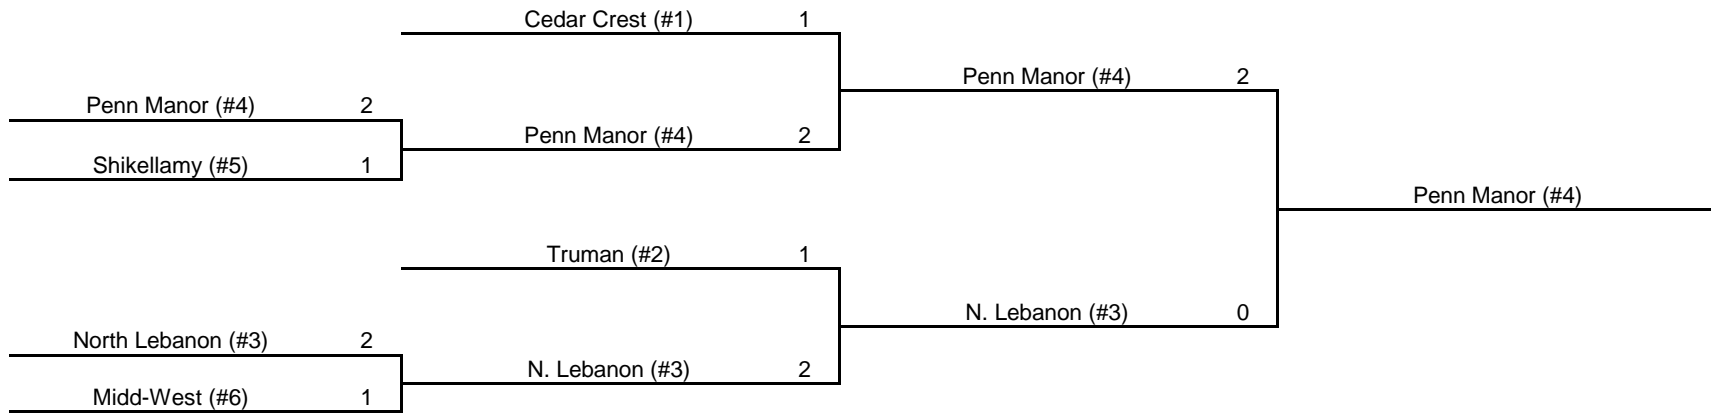 Cedar Crest (#1) 1
Penn Manor (#4) 2
Penn Manor (#4) 2
Penn Manor (#4) 2
Shikellamy (#5) 1
Penn Manor (#4)
Truman (#2) 1
N. Lebanon (#3) 0
North Lebanon (#3) 2
N. Lebanon (#3) 2
Midd-West (#6) 1